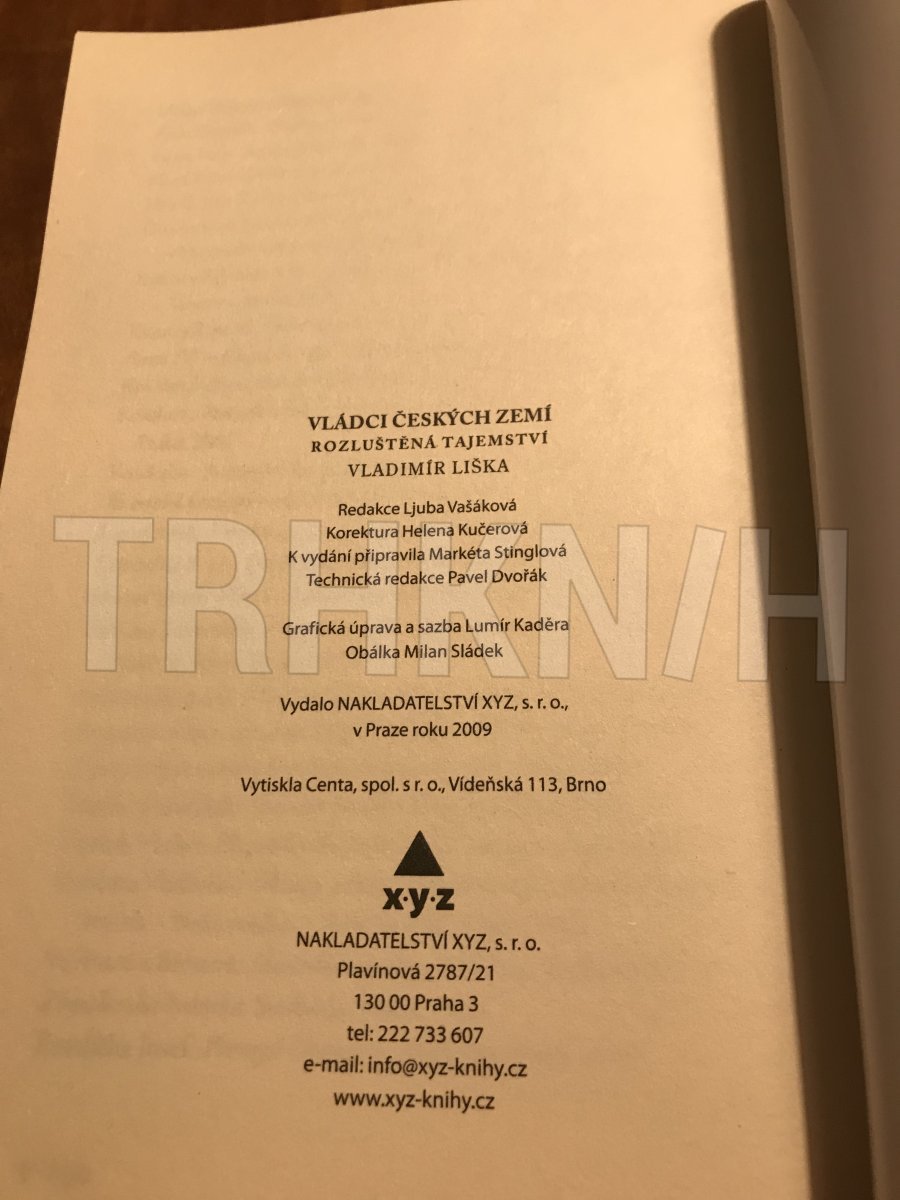 VLÁDCI ČESKÝCH ZEMÍ
ROZLUŠTĚNÁ TAJEMSTVÍ
VLADIMÍR LIŠKA
Redakce Ljuba Vašáková
Korektura Helena Kučerová
K vydání připravila Markéta Stinglová
Technická redakce Pavel Dvořák
TRHKNIH
Grafická úprava a sazba Lumír Kaděra
Obálka Milan Sládek
Vydalo NAKLADATELSTVÍ XYZ, s. r. o.,
v Praze roku 2009
Vytiskla Centa, spol. s r. o., Vídeňská 113, Brno
x·y·z
NAKLADATELSTVÍ XYZ, s. r. o.
Plavínová 2787/21
130 00 Praha 3
tel: 222 733 607
e-mail: info@xyz-knihy.cz
www.xyz-knihy.cz